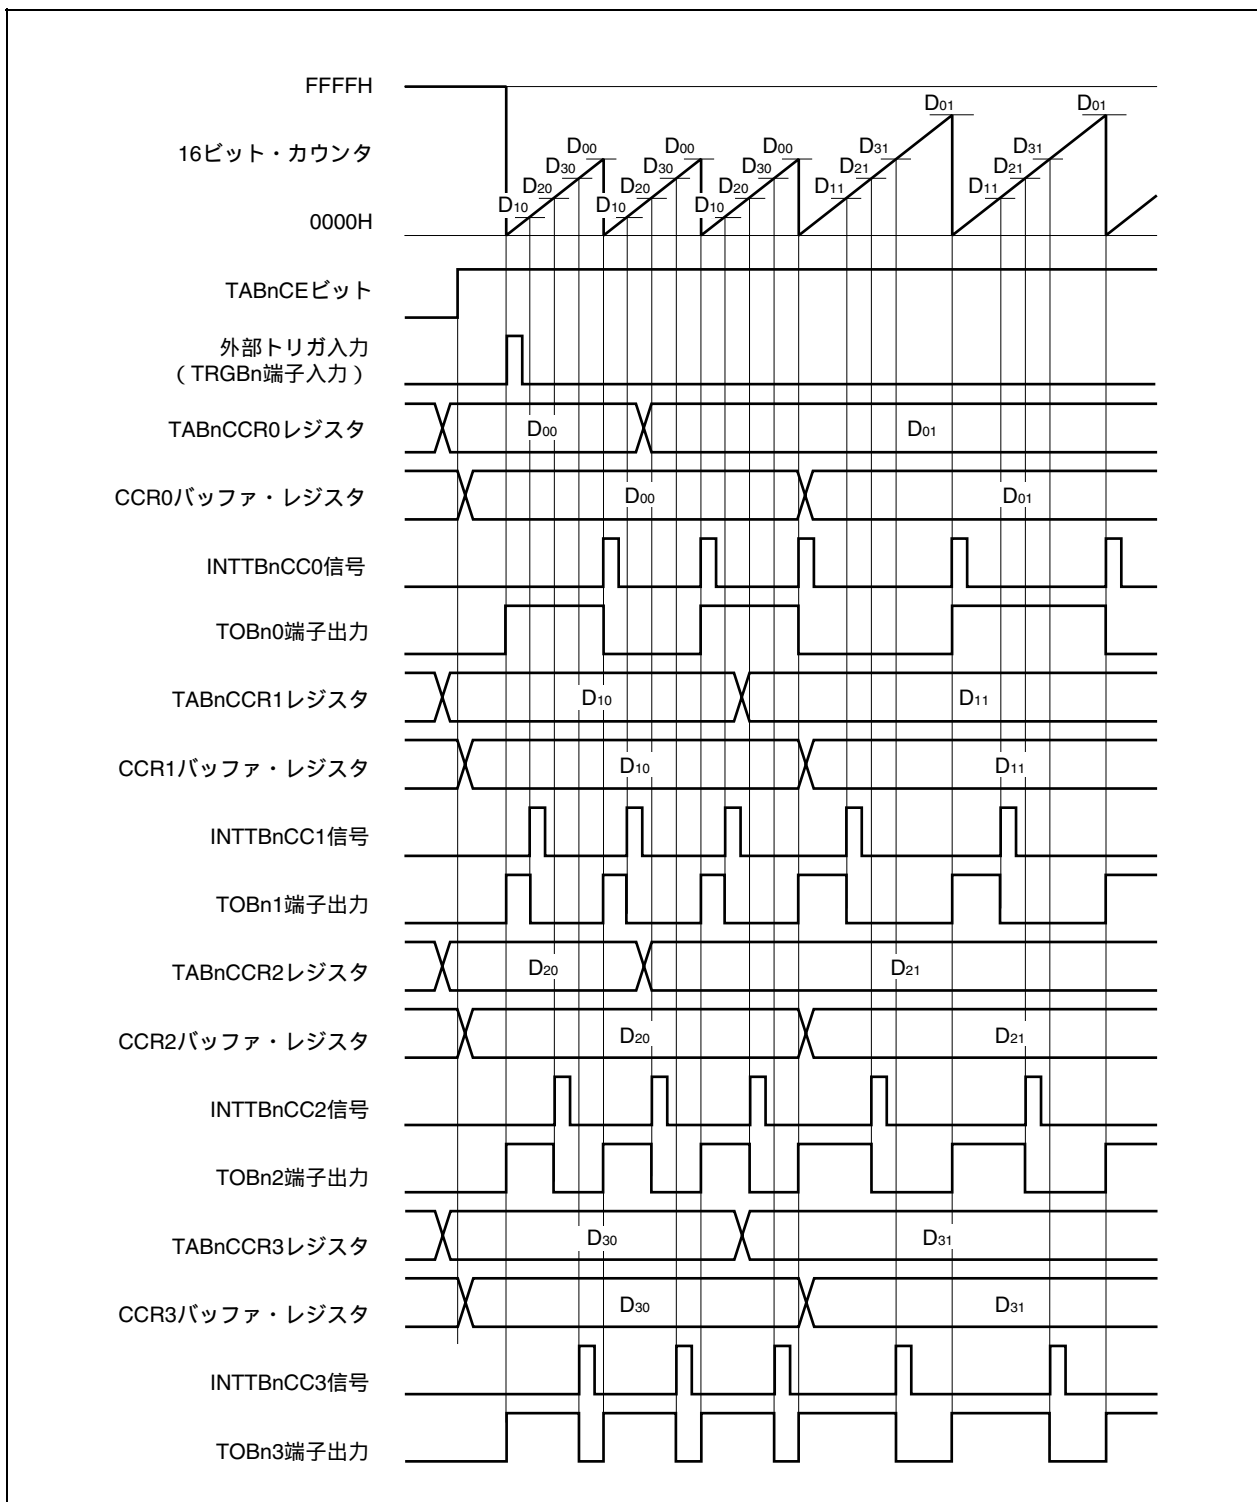 FFFFH
D01 D01
16ビット・カウンタ
D00 D00 D00 D31 D31
D30 D30 D30 D21 D21
D20 D20 D20 D11 D11
D10 D10 D10
0000H
TABnCEビット
外部トリガ入力
(TRGBn端子入力)
TABnCCR0レジスタ D00 D01
CCR0バッファ・レジスタ D00 D01
INTTBnCC0信号
TOBn0端子出力
TABnCCR1レジスタ D10 D11
CCR1バッファ・レジスタ D10 D11
INTTBnCC1信号
TOBn1端子出力
TABnCCR2レジスタ D20 D21
CCR2バッファ・レジスタ D20 D21
INTTBnCC2信号
TOBn2端子出力
TABnCCR3レジスタ D30 D31
CCR3バッファ・レジスタ D30 D31
INTTBnCC3信号
TOBn3端子出力